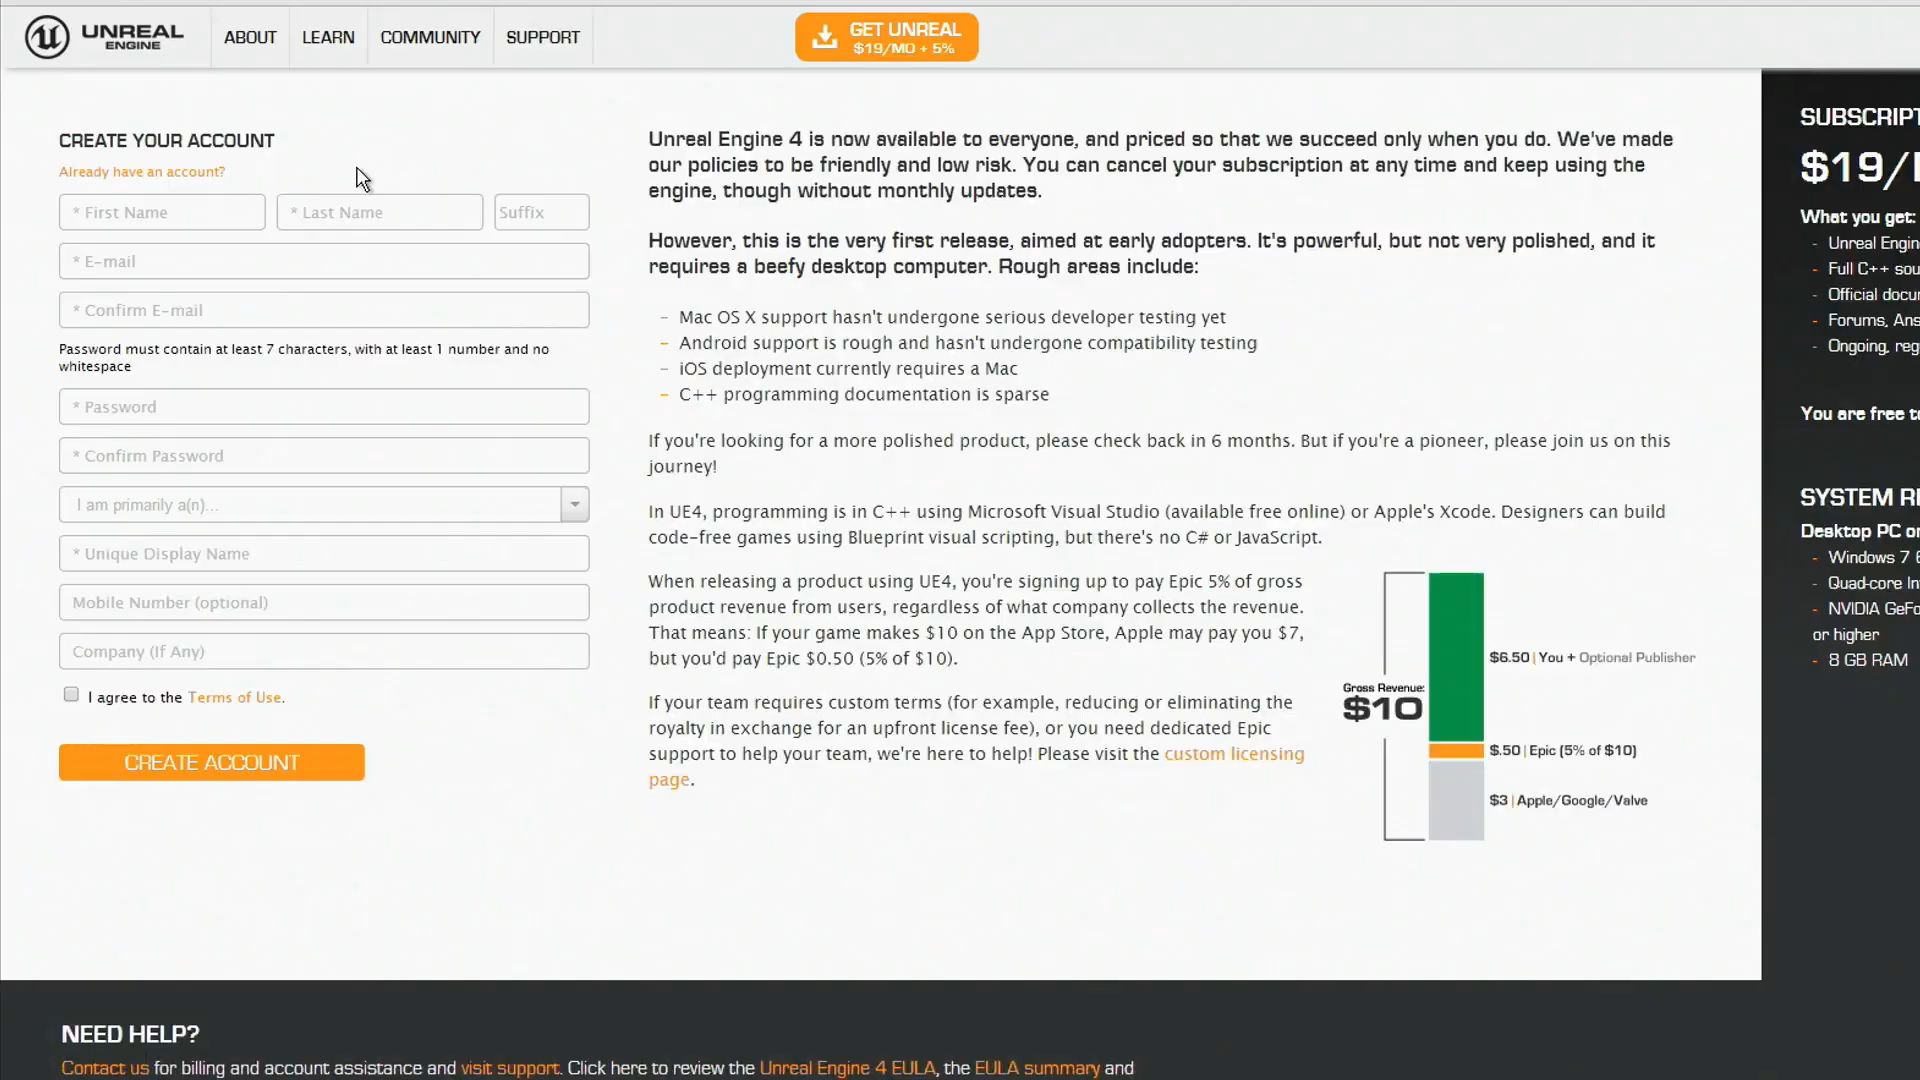 UNREAL
ENGINE
ABOUT
LEARN
COMMUNITY
SUPPORT
GET UNREAL
$19/MO + 5%
CREATE YOUR ACCOUNT
Already have an account?
* First Name
* Last Name
Suffix
* E-mail
* Confirm E-mail
Password must contain at least 7 characters, with at least 1 number and no
whitespace
* Password
* Confirm Password
I am primarily a(n)...
* Unique Display Name
Mobile Number (optional)
Company (If Any)
I agree to the Terms of Use.
CREATE ACCOUNT
Unreal Engine 4 is now available to everyone, and priced so that we succeed only when you do. We've made
our policies to be friendly and low risk. You can cancel your subscription at any time and keep using the
engine, though without monthly updates.
However, this is the very first release, aimed at early adopters. It's powerful, but not very polished, and it
requires a beefy desktop computer. Rough areas include:
- Mac OS X support hasn't undergone serious developer testing yet
- Android support is rough and hasn't undergone compatibility testing
- iOS deployment currently requires a Mac
- C++ programming documentation is sparse
If you're looking for a more polished product, please check back in 6 months. But if you're a pioneer, please join us on this
journey!
In UE4, programming is in C++ using Microsoft Visual Studio (available free online) or Apple's Xcode. Designers can build
code-free games using Blueprint visual scripting, but there's no C# or JavaScript.
When releasing a product using UE4, you're signing up to pay Epic 5% of gross
product revenue from users, regardless of what company collects the revenue.
That means: If your game makes $10 on the App Store, Apple may pay you $7,
but you'd pay Epic $0.50 (5% of $10).
If your team requires custom terms (for example, reducing or eliminating the
royalty in exchange for an upfront license fee), or you need dedicated Epic
support to help your team, we're here to help! Please visit the custom licensing
page.
Gross Revenue:
$10
$6.50 | You + Optional Publisher
$.50 | Epic (5% of $10)
$3 | Apple/Google/Valve
SUBSCRIPT
$19/
What you get:
- Unreal Engin
- Full C++ sou
- Official docu
- Forums, Ans
- Ongoing, reg
You are free to
SYSTEM RE
Desktop PC or
- Windows 7 6
- Quad-core Int
- NVIDIA GeFo
or higher
- 8 GB RAM
NEED HELP?
Contact us for billing and account assistance and visit support. Click here to review the Unreal Engine 4 EULA, the EULA summary and